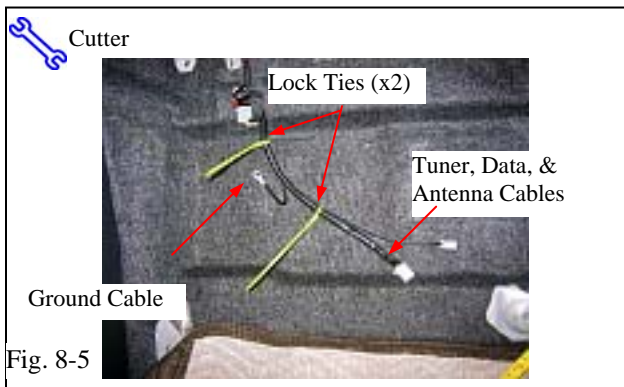 Cutter
Lock Ties (x2)
Tuner, Data, &
Antenna Cables
Ground Cable
Fig. 8-5